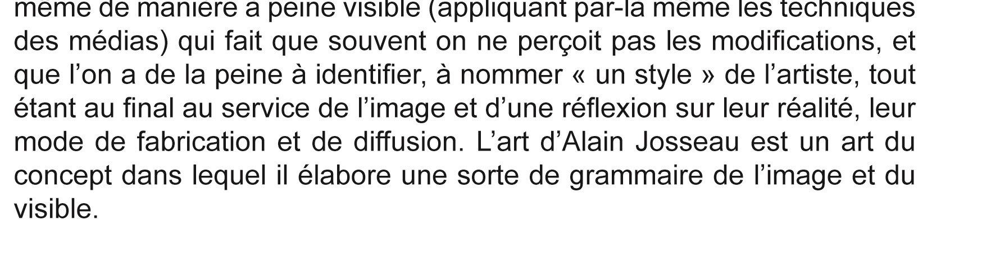 même de manière à peine visible (appliquant par-là même les techniques
des médias) qui fait que souvent on ne perçoit pas les modifications, et
que l’on a de la peine à identifier, à nommer « un style » de l’artiste, tout
étant au final au service de l’image et d’une réflexion sur leur réalité, leur
mode de fabrication et de diffusion. L’art d’Alain Josseau est un art du
concept dans lequel il élabore une sorte de grammaire de l’image et du
visible.